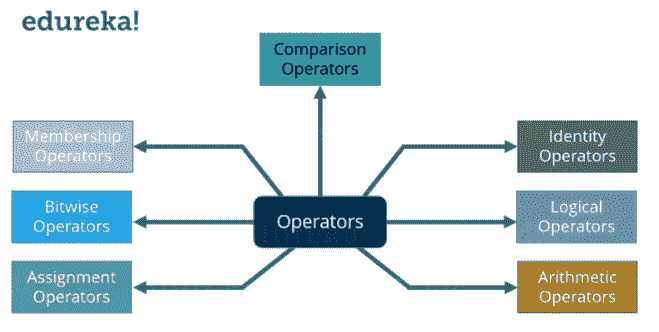 edureka!
Comparison
Operators
Membership
Operators
Identity
Operators
Bitwise
Operators
Operators
Logical
Operators
Assignment
Operators
Arithmetic
Operators